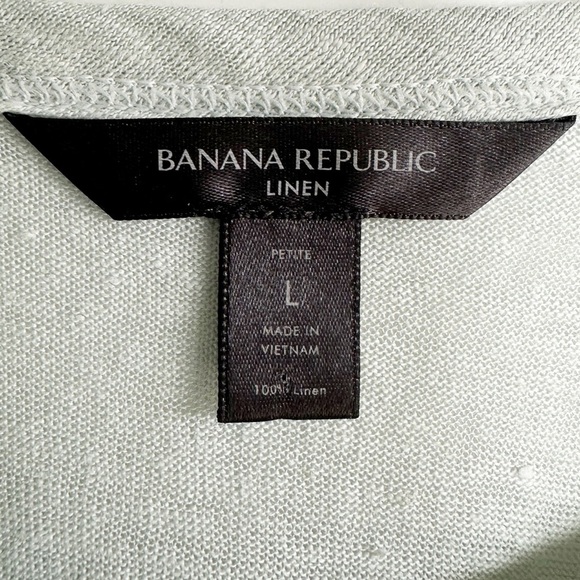 BANANA REPUBLIC
LINEN
PETITE
L
MADE IN
VIETNAM
100% Linen